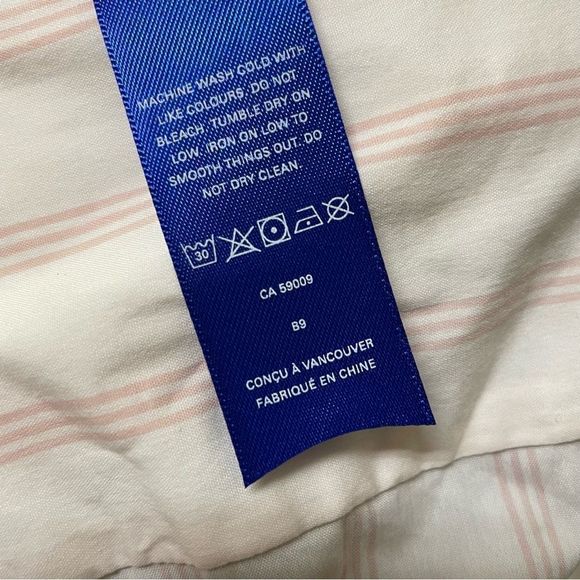 MACHINE WASH COLD WITH
LIKE COLOURS. DO NOT
BLEACH. TUMBLE DRY ON
LOW. IRON ON LOW TO
SMOOTH THINGS OUT. DO
NOT DRY CLEAN.
30
CA 59009
B9
CONÇU À VANCOUVER
FABRIQUÉ EN CHINE